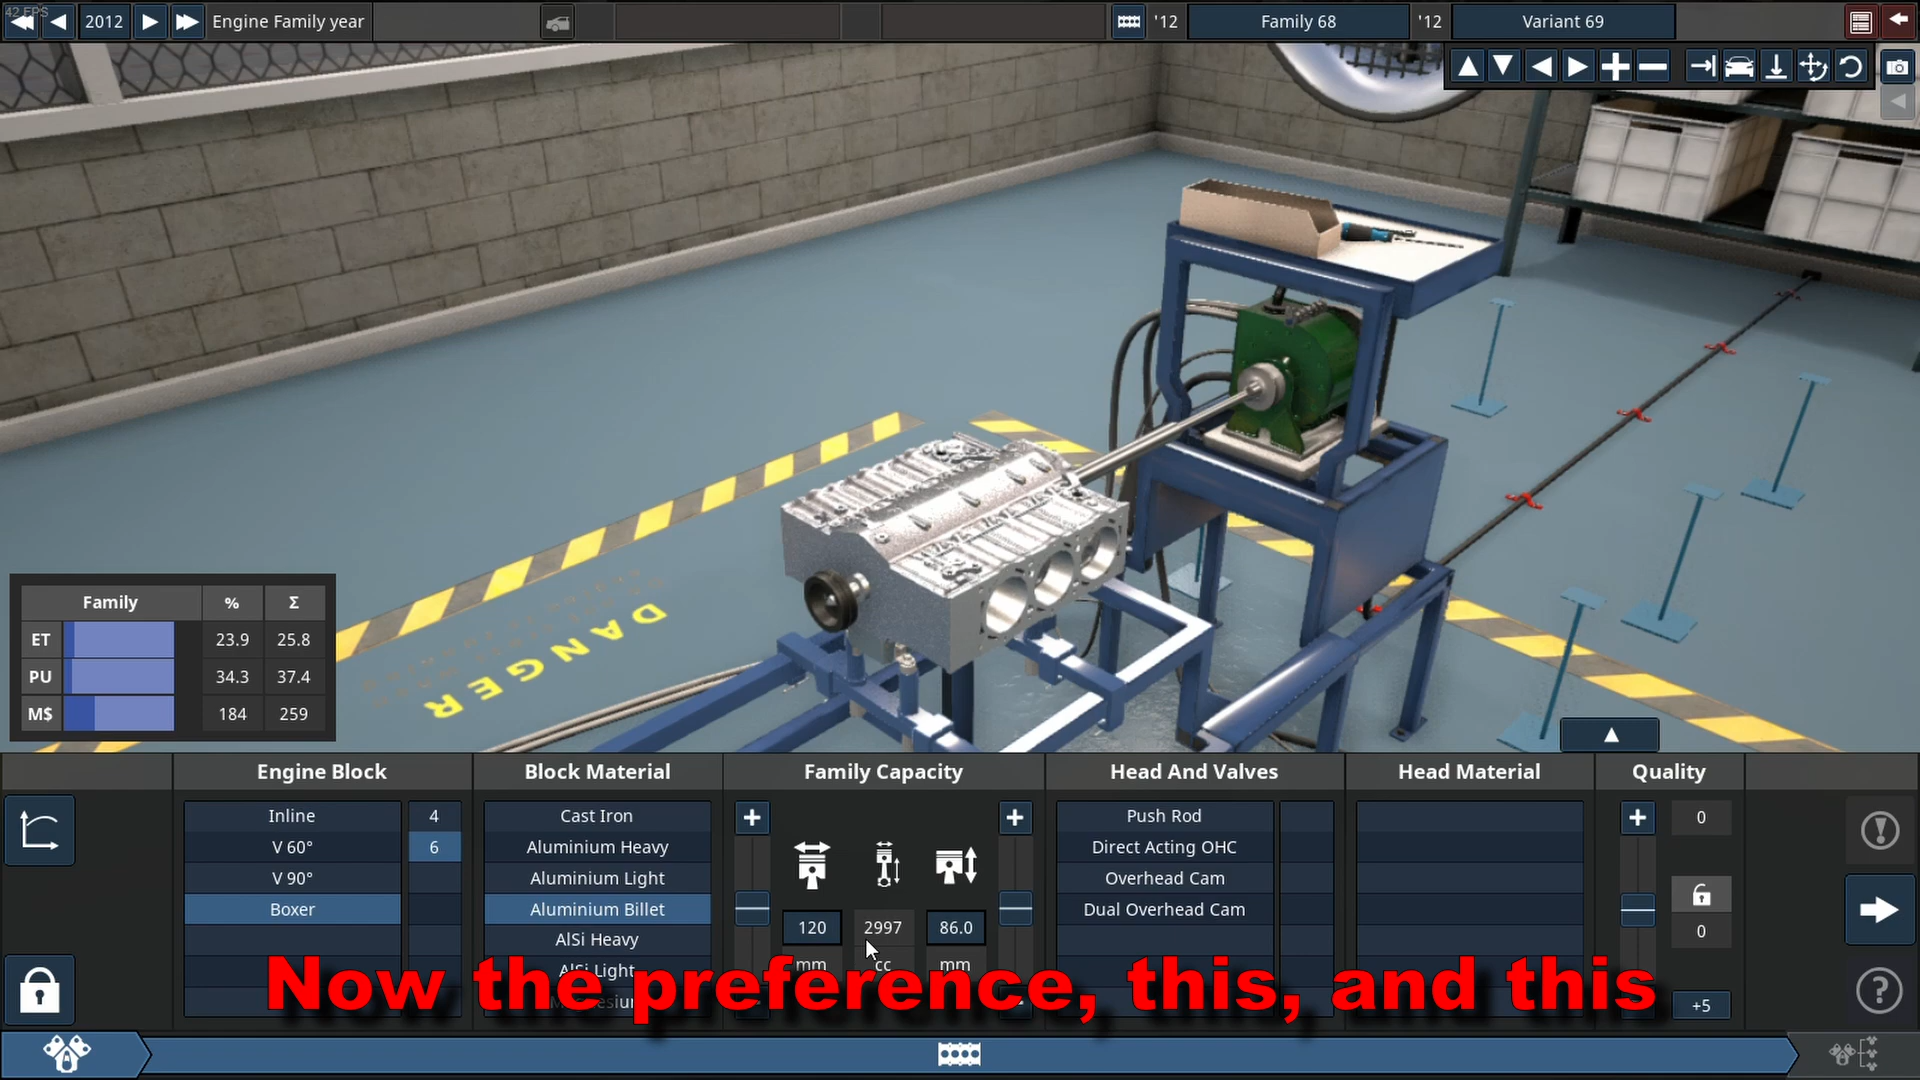 42 FPS
2012 Engine Family year '12 Family 68 '12 Variant 69
DANGER
Family % Σ
ET 23.9 25.8
PU 34.3 37.4
M$ 184 259
Engine Block Block Material Family Capacity Head And Valves Head Material Quality
Inline 4 Cast Iron Push Rod 0
V 60° 6 Aluminium Heavy Direct Acting OHC
V 90° Aluminium Light Overhead Cam
Boxer Aluminium Billet 120 2997 86.0 Dual Overhead Cam
AlSi Heavy 0
AlSi Light mm cc mm
Now the preference, this, and this
+5